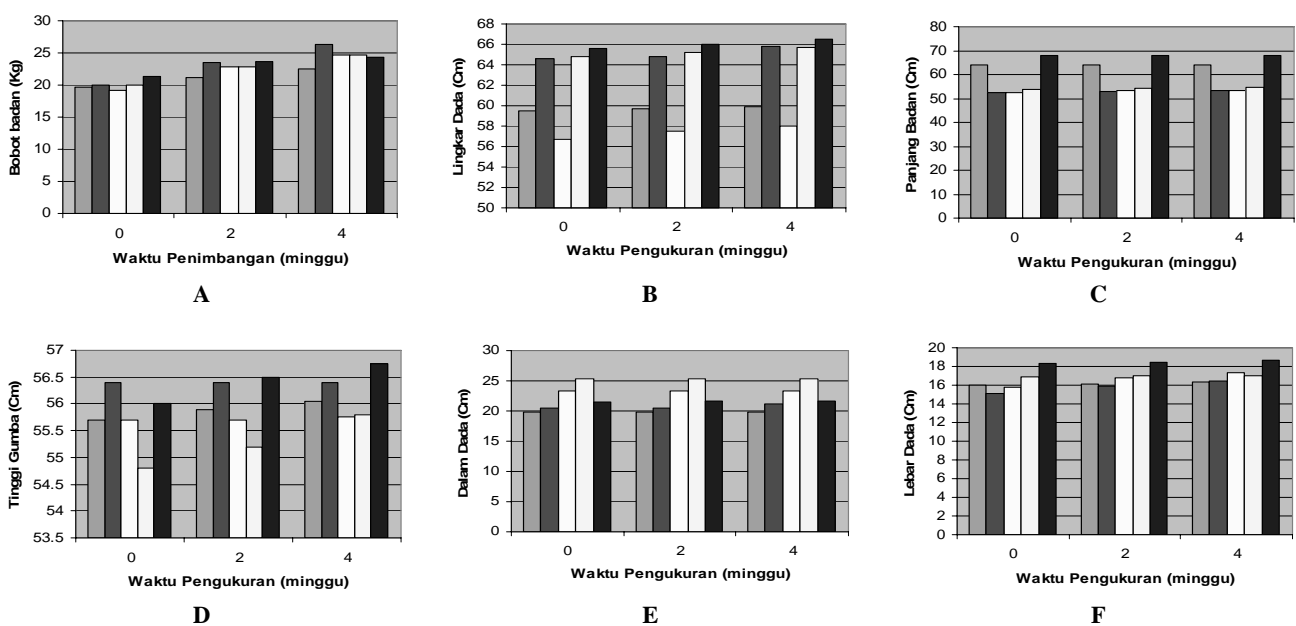 30
25
20
15
10
5
0
Bobot badan (Kg)
0 2 4
Waktu Penimbangan (minggu)
A
68
66
64
62
60
58
56
54
52
50
Lingkar Dada (Cm)
0 2 4
Waktu Pengukuran (minggu)
B
80
70
60
50
40
30
20
10
0
Panjang Badan (Cm)
0 2 4
Waktu Pengukuran (minggu)
C
57
56.5
56
55.5
55
54.5
54
53.5
Tinggi Gumba (Cm)
0 2 4
Waktu Pengukuran (minggu)
D
30
25
20
15
10
5
0
Dalam Dada (Cm)
0 2 4
Waktu Pengukuran (minggu)
E
20
18
16
14
12
10
8
6
4
2
0
Lebar Dada (Cm)
0 2 4
Waktu Pengukuran (minggu)
F